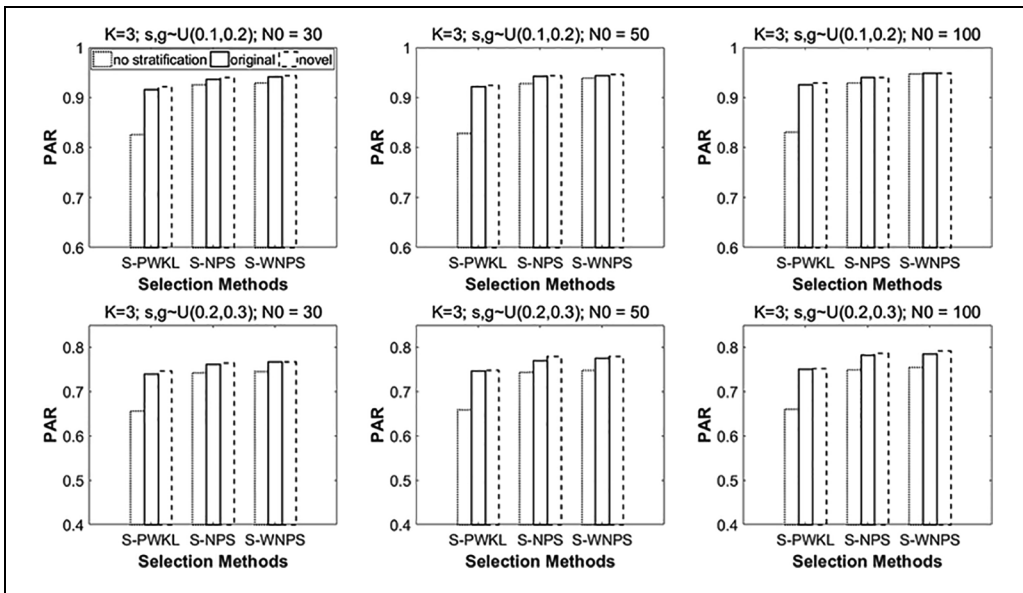 K=3; s,g~U(0.1,0.2); N0 = 30
1
no stratification original novel
0.9
0.8
0.7
0.6
PAR
S-PWKL S-NPS S-WNPS
Selection Methods
K=3; s,g~U(0.1,0.2); N0 = 50
1
0.9
0.8
0.7
0.6
PAR
S-PWKL S-NPS S-WNPS
Selection Methods
K=3; s,g~U(0.1,0.2); N0 = 100
1
0.9
0.8
0.7
0.6
PAR
S-PWKL S-NPS S-WNPS
Selection Methods
K=3; s,g~U(0.2,0.3); N0 = 30
0.8
0.7
0.6
0.5
0.4
PAR
S-PWKL S-NPS S-WNPS
Selection Methods
K=3; s,g~U(0.2,0.3); N0 = 50
0.8
0.7
0.6
0.5
0.4
PAR
S-PWKL S-NPS S-WNPS
Selection Methods
K=3; s,g~U(0.2,0.3); N0 = 100
0.8
0.7
0.6
0.5
0.4
PAR
S-PWKL S-NPS S-WNPS
Selection Methods